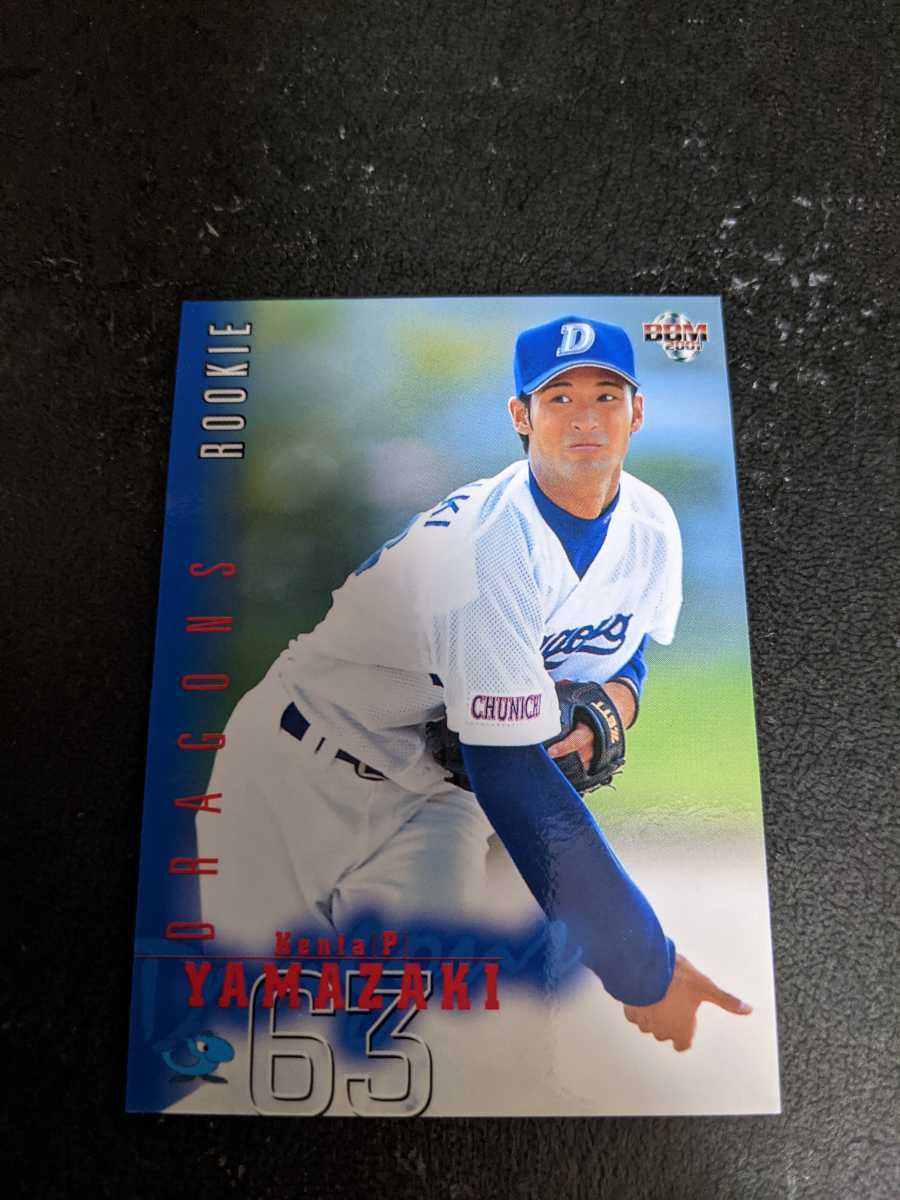 ROOKIE
DRAGONS
BBM
2001
D
CHUNICHI
Kenta(P)
YAMAZAKI
63